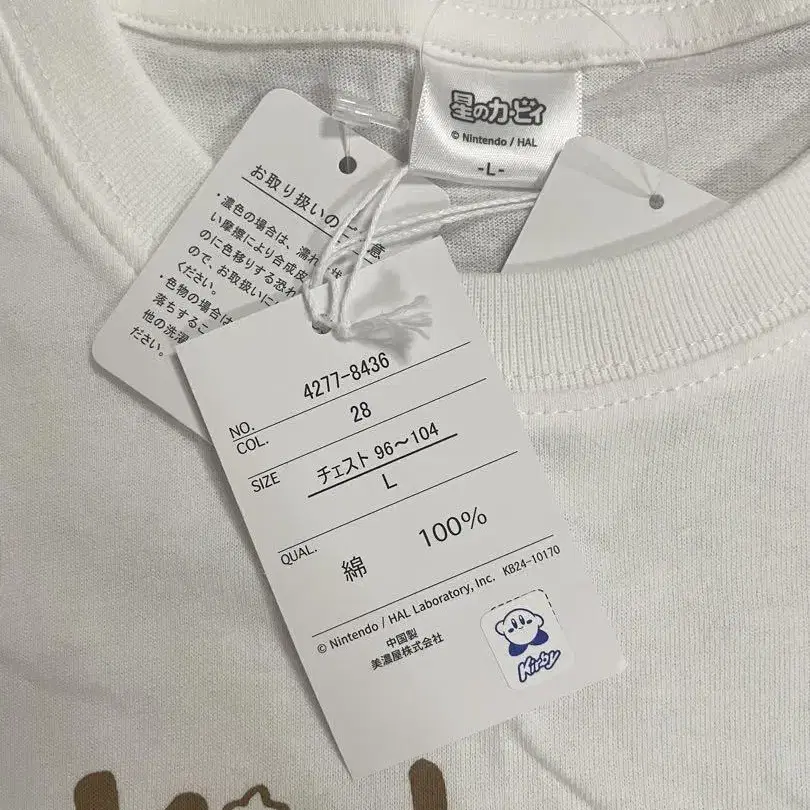 星のカービィ
© Nintendo / HAL
-L-
お取り扱いのご注意
・濃色の場合は、濡れ
い摩擦により合成皮
のに色移りする恐れ
ので、お取扱いに
ください。
・色物の場合は
落ちするこ
他の洗濯
ださい。
NO. 4277-8436
COL. 28
SIZE チェスト 96～104
L
QUAL. 綿 100%
© Nintendo / HAL Laboratory, Inc. KB24-10170
中国製
美濃屋株式会社
Kirby